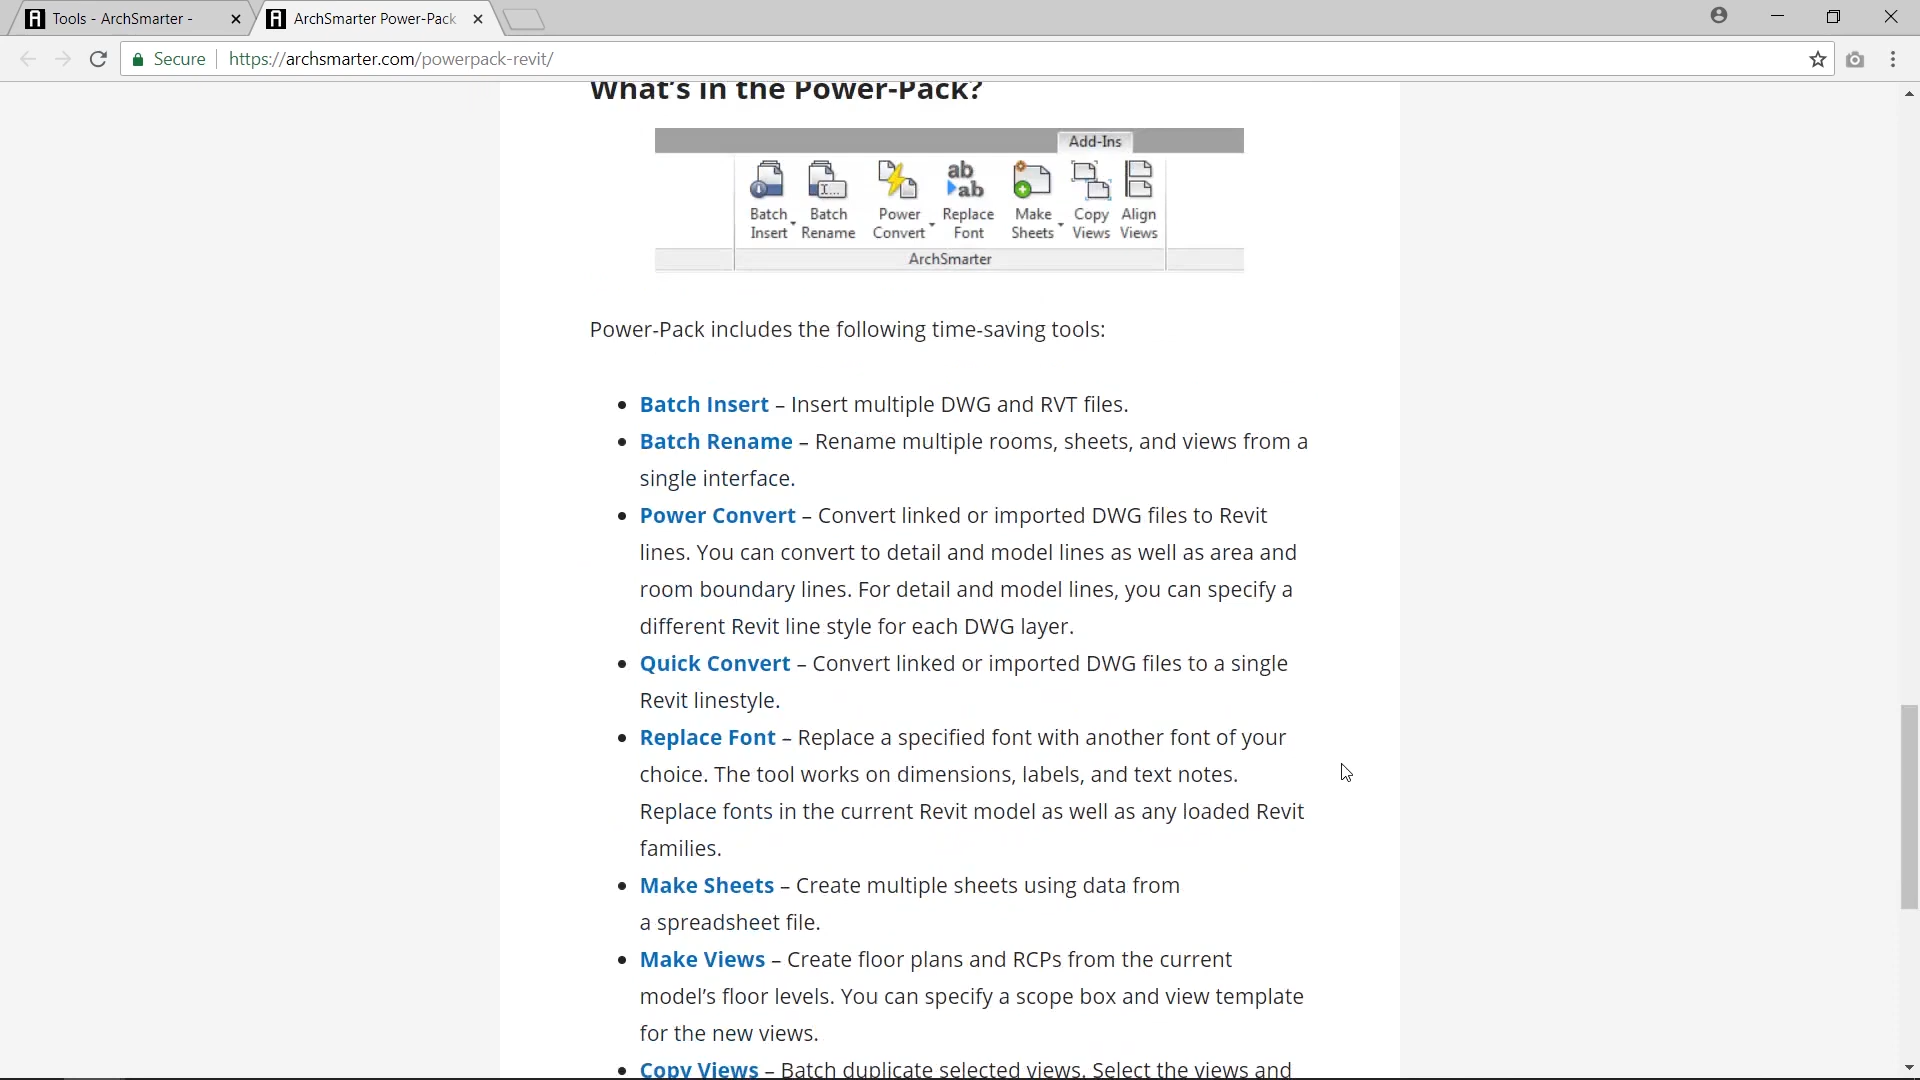 Tools - ArchSmarter -
ArchSmarter Power-Pack
Secure
https://archsmarter.com/powerpack-revit/
What's in the Power-Pack?
Add-Ins
Batch Insert
Batch Rename
Power Convert
Replace Font
Make Sheets
Copy Views
Align Views
ArchSmarter
Power-Pack includes the following time-saving tools:
• Batch Insert – Insert multiple DWG and RVT files.
• Batch Rename – Rename multiple rooms, sheets, and views from a
single interface.
• Power Convert – Convert linked or imported DWG files to Revit
lines. You can convert to detail and model lines as well as area and
room boundary lines. For detail and model lines, you can specify a
different Revit line style for each DWG layer.
• Quick Convert – Convert linked or imported DWG files to a single
Revit linestyle.
• Replace Font – Replace a specified font with another font of your
choice. The tool works on dimensions, labels, and text notes.
Replace fonts in the current Revit model as well as any loaded Revit
families.
• Make Sheets – Create multiple sheets using data from
a spreadsheet file.
• Make Views – Create floor plans and RCPs from the current
model's floor levels. You can specify a scope box and view template
for the new views.
• Copy Views – Batch duplicate selected views. Select the views and